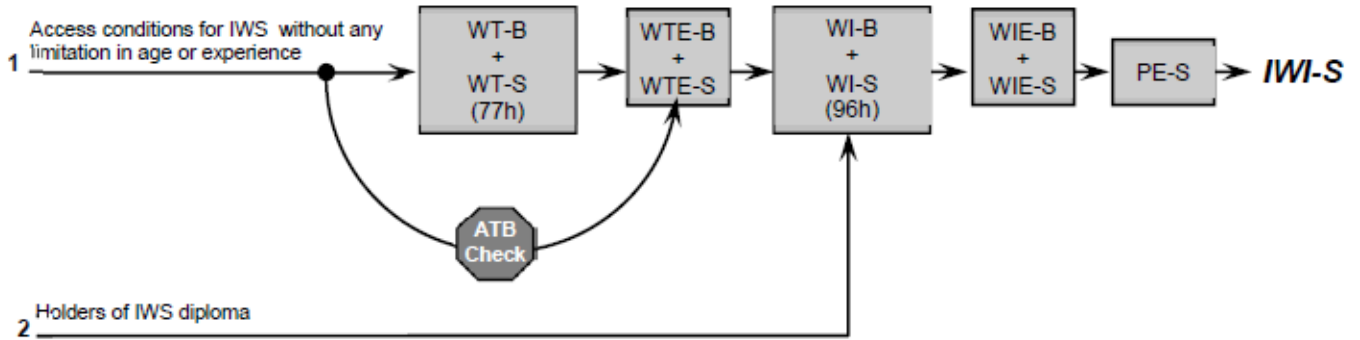 Access conditions for IWS without any
limitation in age or experience
1
WT-B
+
WT-S
(77h)
WTE-B
+
WTE-S
WI-B
+
WI-S
(96h)
WIE-B
+
WIE-S
PE-S
IWI-S
ATB
Check
2
Holders of IWS diploma